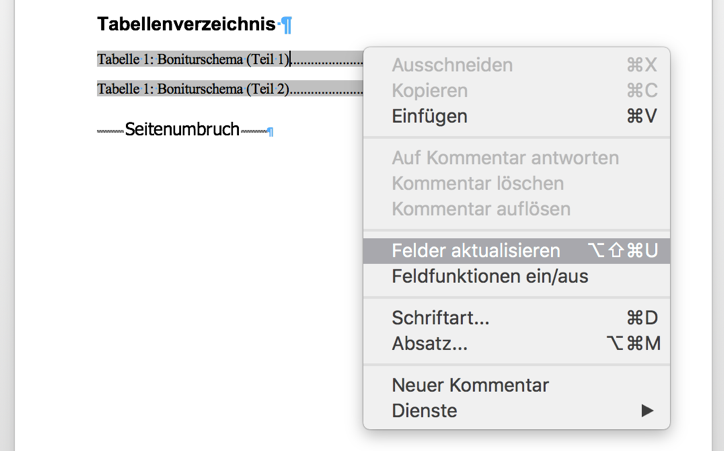 Tabellenverzeichnis·¶
Tabelle 1: Boniturschema (Teil 1)....................
Tabelle 1: Boniturschema (Teil 2)....................
Seitenumbruch¶
Ausschneiden ⌘X
Kopieren ⌘C
Einfügen ⌘V
Auf Kommentar antworten
Kommentar löschen
Kommentar auflösen
Felder aktualisieren ⌥⇧⌘U
Feldfunktionen ein/aus
Schriftart... ⌘D
Absatz... ⌥⌘M
Neuer Kommentar
Dienste ▶